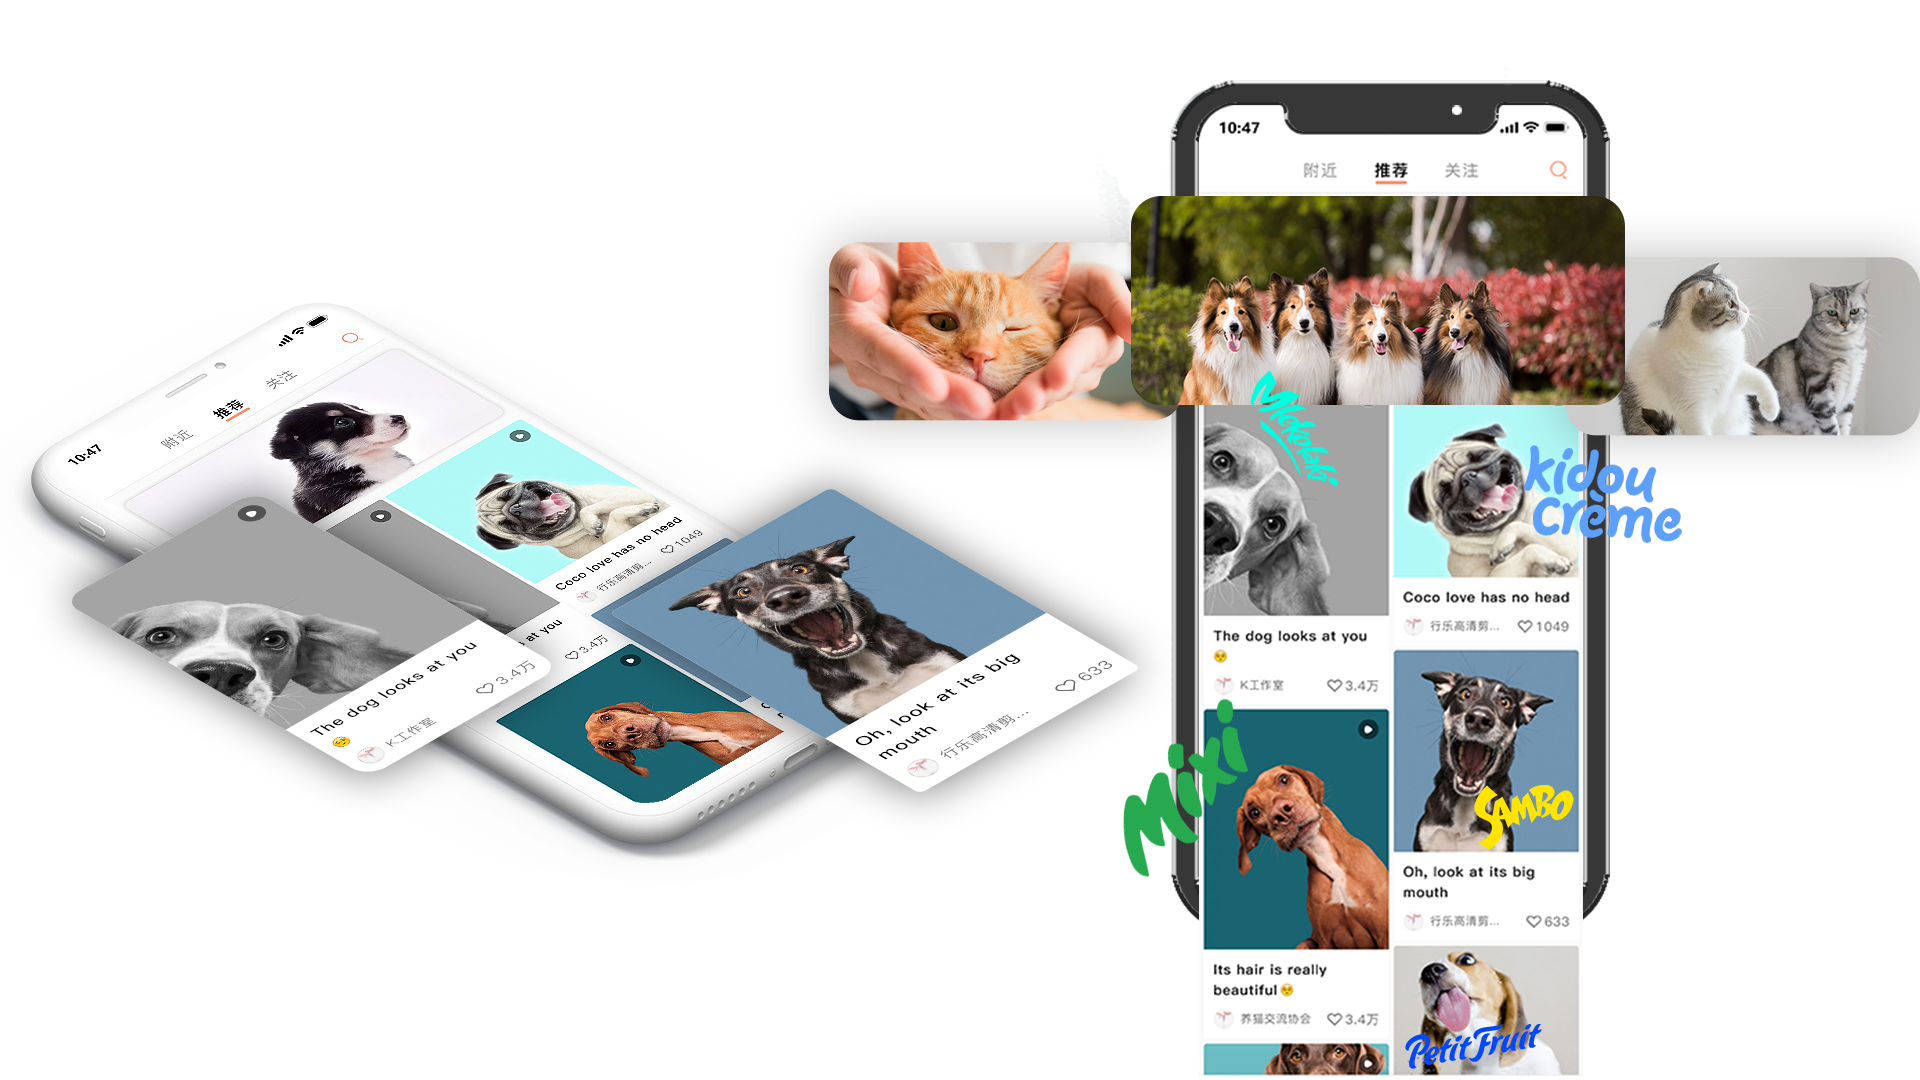 10:47
附近
推荐
关注
Coco love has no head
行乐高清剪...
1049
at you
3.4万
The dog looks at you
🥺
K工作室
3.4万
Oh, look at its big
mouth
行乐高清剪...
633
10:47
附近
推荐
关注
kidou
Crème
Coco love has no head
行乐高清剪...
1049
The dog looks at you
🥺
K工作室
3.4万
Mixi
SAMBO
Oh, look at its big
mouth
行乐高清剪...
633
Its hair is really
beautiful🥺
养猫交流协会
3.4万
Petit Fruit